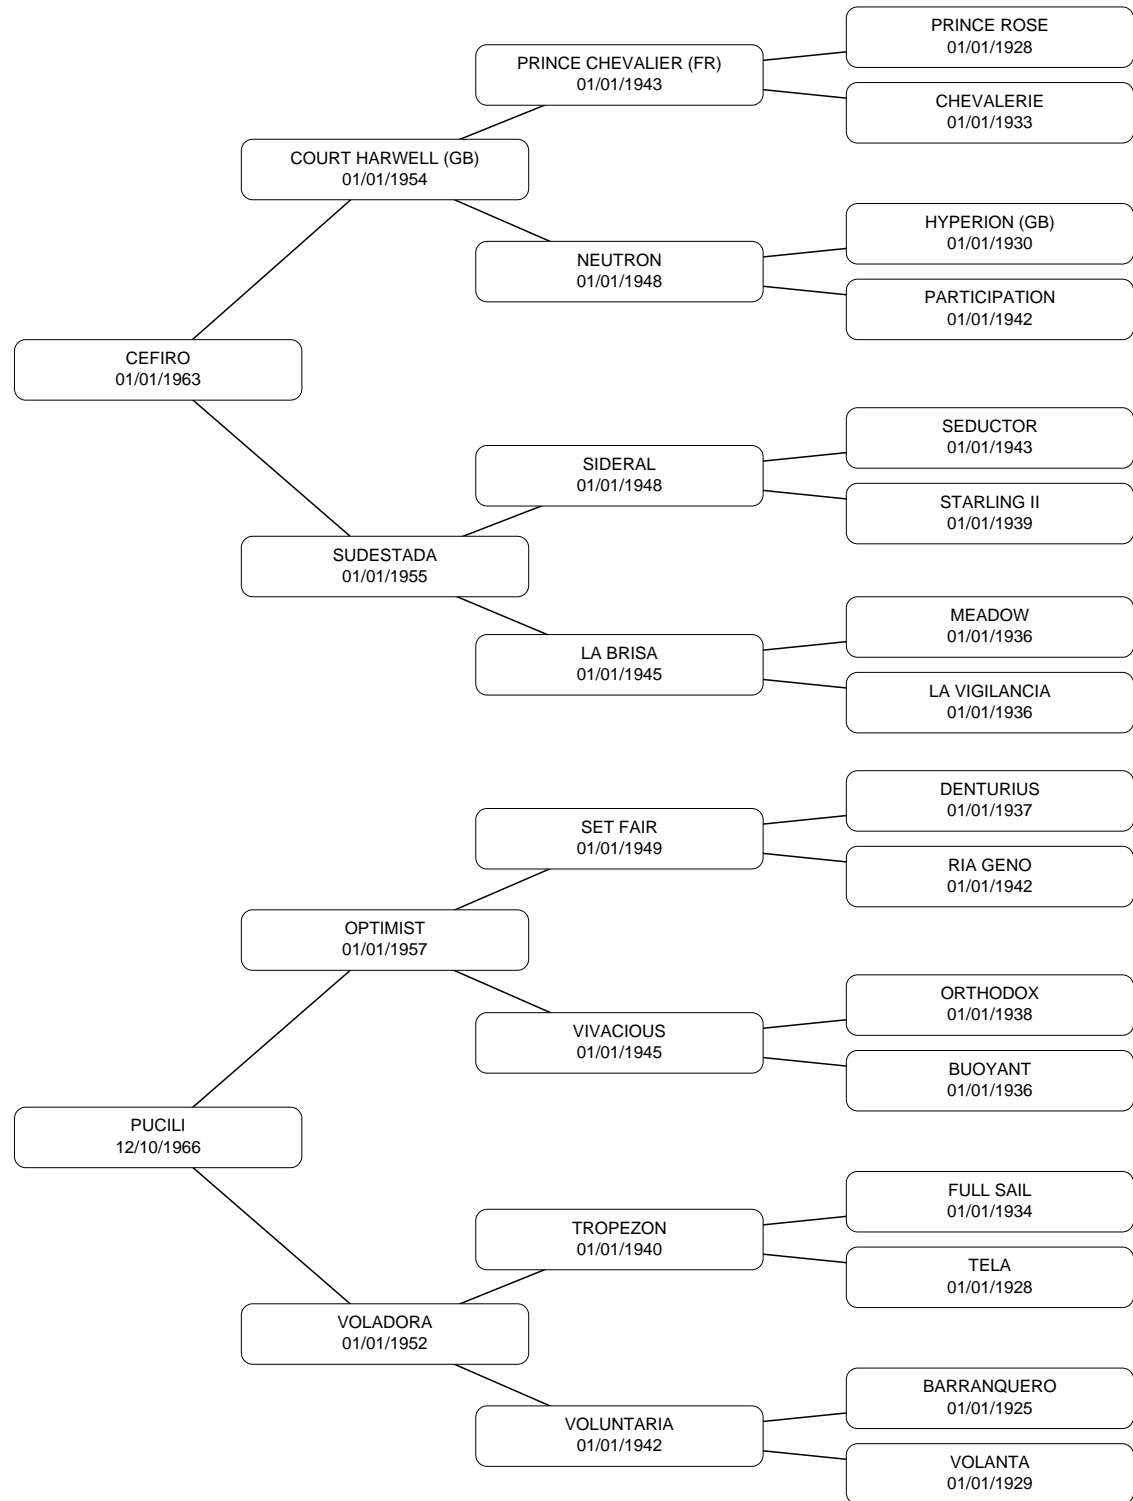 PRINCE ROSE
01/01/1928
PRINCE CHEVALIER (FR)
01/01/1943
CHEVALERIE
01/01/1933
COURT HARWELL (GB)
01/01/1954
HYPERION (GB)
01/01/1930
NEUTRON
01/01/1948
PARTICIPATION
01/01/1942
CEFIRO
01/01/1963
SEDUCTOR
01/01/1943
SIDERAL
01/01/1948
STARLING II
01/01/1939
SUDESTADA
01/01/1955
MEADOW
01/01/1936
LA BRISA
01/01/1945
LA VIGILANCIA
01/01/1936
DENTURIUS
01/01/1937
SET FAIR
01/01/1949
RIA GENO
01/01/1942
OPTIMIST
01/01/1957
ORTHODOX
01/01/1938
VIVACIOUS
01/01/1945
BUOYANT
01/01/1936
PUCILI
12/10/1966
FULL SAIL
01/01/1934
TROPEZON
01/01/1940
TELA
01/01/1928
VOLADORA
01/01/1952
BARRANQUERO
01/01/1925
VOLUNTARIA
01/01/1942
VOLANTA
01/01/1929